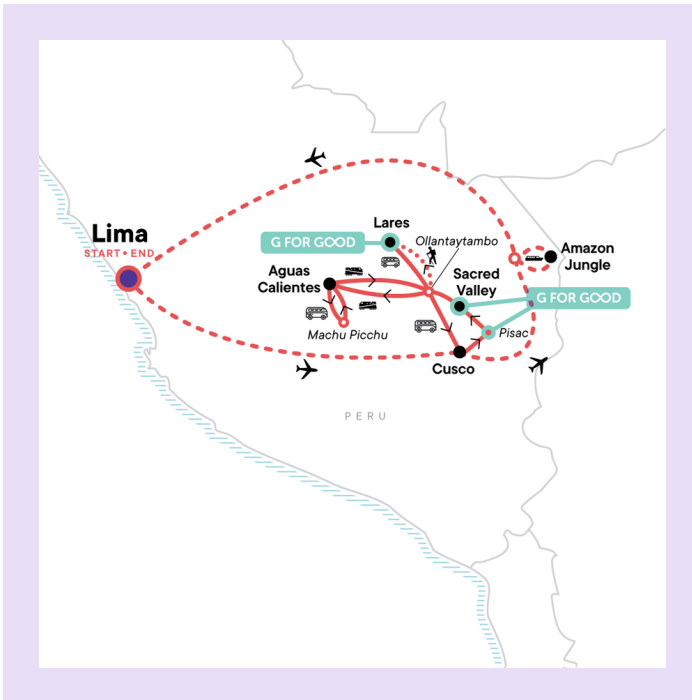 Lima
START • END
G FOR GOOD
Lares
Ollantaytambo
Aguas
Calientes
Sacred
Valley
Amazon
Jungle
G FOR GOOD
Machu Picchu
Pisac
Cusco
PERU